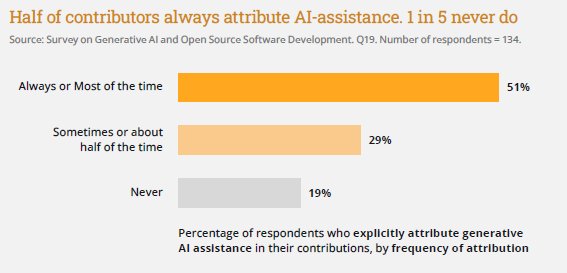 Half of contributors always attribute AI-assistance. 1 in 5 never do
Source: Survey on Generative AI and Open Source Software Development. Q19. Number of respondents = 134.
Always or Most of the time
51%
Sometimes or about
half of the time
29%
Never
19%
Percentage of respondents who explicitly attribute generative
AI assistance in their contributions, by frequency of attribution